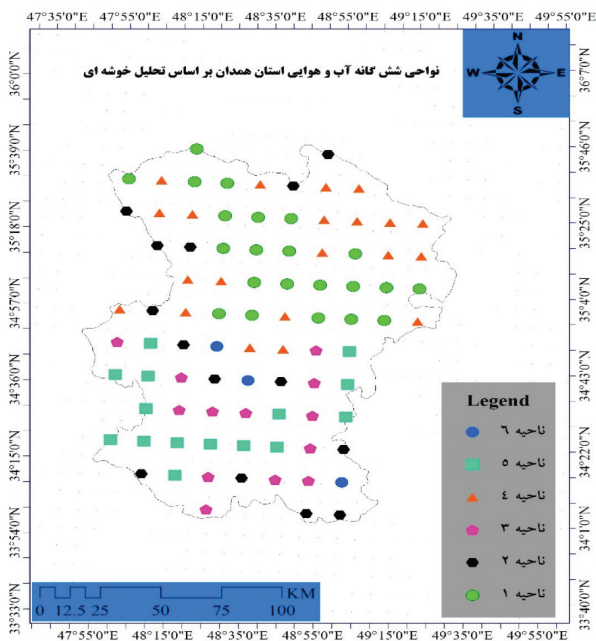 47°35'0"E 47°55'0"E 48°15'0"E 48°35'0"E 48°55'0"E 49°15'0"E 49°35'0"E 49°55'0"E
نواحی شش گانه آب و هوایی استان همدان بر اساس تحلیل خوشه ای
N
W E
S
36°0'0"N
35°39'0"N
35°18'0"N
34°57'0"N
34°36'0"N
34°15'0"N
33°54'0"N
33°33'0"N
36°7'0"N
35°46'0"N
35°25'0"N
35°4'0"N
34°43'0"N
34°22'0"N
34°1'0"N
33°40'0"N
Legend
ناحیه ٦
ناحیه ٥
ناحیه ٤
ناحیه ٣
ناحیه ٢
ناحیه ١
KM
0 12.5 25 50 75 100
47°55'0"E 48°15'0"E 48°35'0"E 48°55'0"E 49°15'0"E 49°35'0"E 49°55'0"E